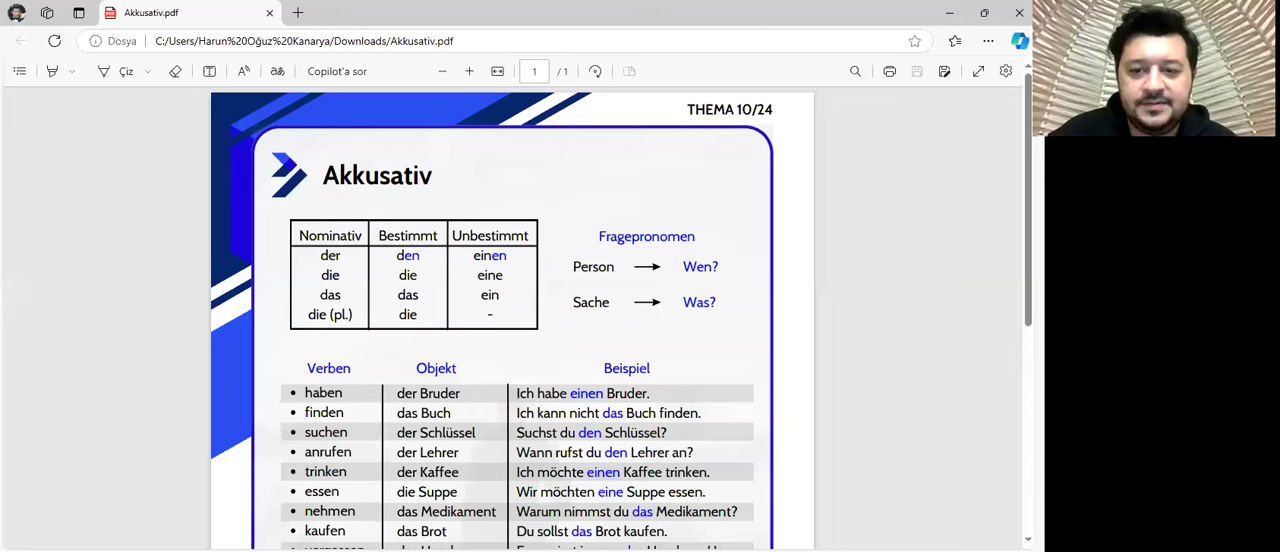 Akkusativ.pdf
Dosya C:/Users/Harun%20Oğuz%20Kanarya/Downloads/Akkusativ.pdf
Çiz Copilot'a sor 1 / 1
THEMA 10/24
Akkusativ
Nominativ Bestimmt Unbestimmt
der den einen
die die eine
das das ein
die (pl.) die -
Fragepronomen
Person → Wen?
Sache → Was?
Verben Objekt Beispiel
• haben der Bruder Ich habe einen Bruder.
• finden das Buch Ich kann nicht das Buch finden.
• suchen der Schlüssel Suchst du den Schlüssel?
• anrufen der Lehrer Wann rufst du den Lehrer an?
• trinken der Kaffee Ich möchte einen Kaffee trinken.
• essen die Suppe Wir möchten eine Suppe essen.
• nehmen das Medikament Warum nimmst du das Medikament?
• kaufen das Brot Du sollst das Brot kaufen.